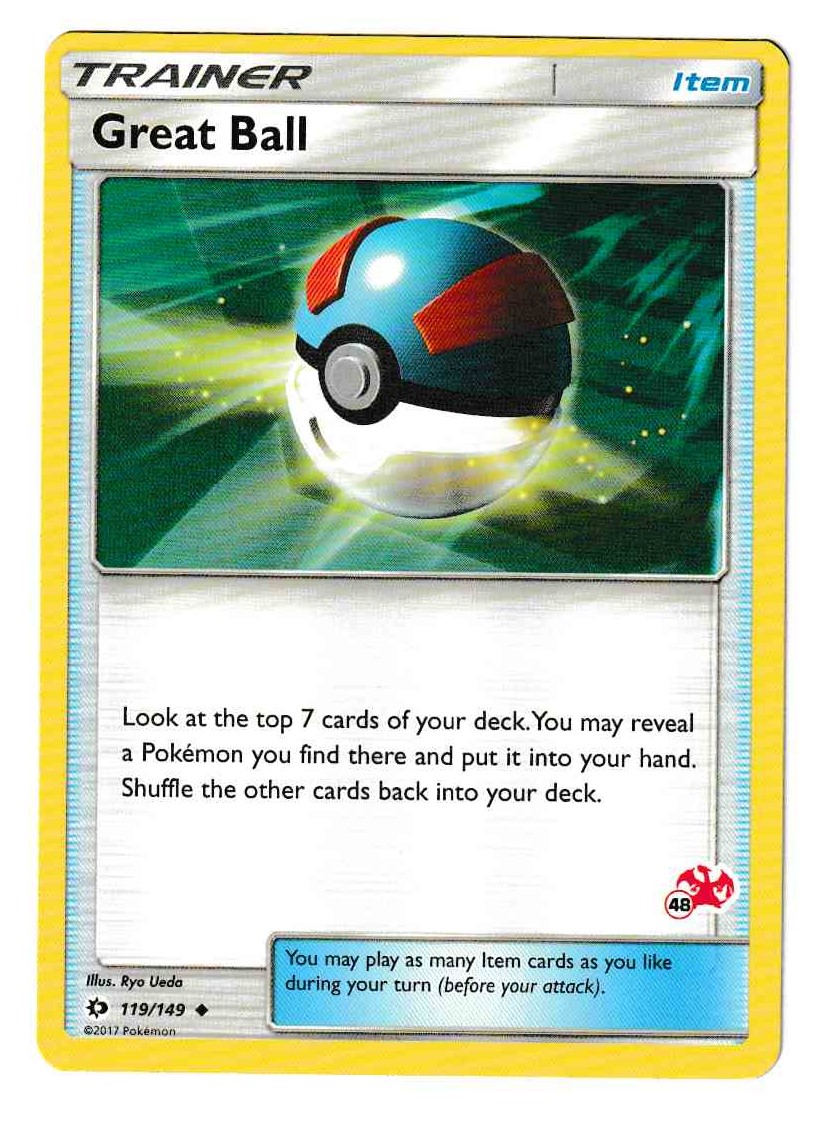 TRAINER
Item
Great Ball
Look at the top 7 cards of your deck. You may reveal
a Pokémon you find there and put it into your hand.
Shuffle the other cards back into your deck.
48
You may play as many Item cards as you like
during your turn (before your attack).
Illus. Ryo Ueda
119/149 ◆
©2017 Pokémon